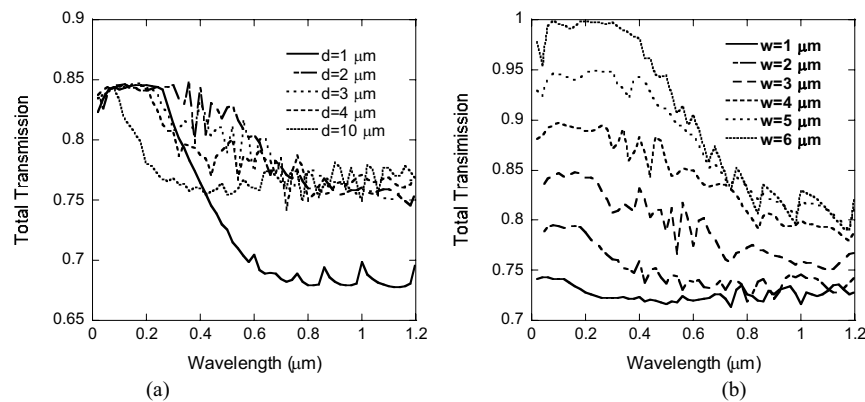 0.9
0.85
0.8
0.75
0.7
0.65
Total Transmission
d=1 μm
d=2 μm
d=3 μm
d=4 μm
d=10 μm
0 0.2 0.4 0.6 0.8 1 1.2
Wavelength (μm)
(a)
1
0.95
0.9
0.85
0.8
0.75
0.7
Total Transimission
w=1 μm
w=2 μm
w=3 μm
w=4 μm
w=5 μm
w=6 μm
0 0.2 0.4 0.6 0.8 1 1.2
Wavelength (μm)
(b)